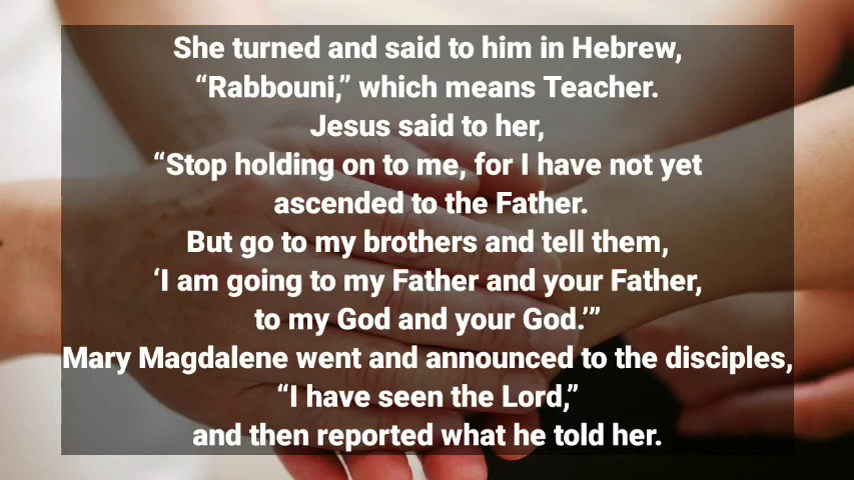 She turned and said to him in Hebrew,
“Rabbouni,” which means Teacher.
Jesus said to her,
“Stop holding on to me, for I have not yet
ascended to the Father.
But go to my brothers and tell them,
‘I am going to my Father and your Father,
to my God and your God.’”
Mary Magdalene went and announced to the disciples,
“I have seen the Lord,”
and then reported what he told her.